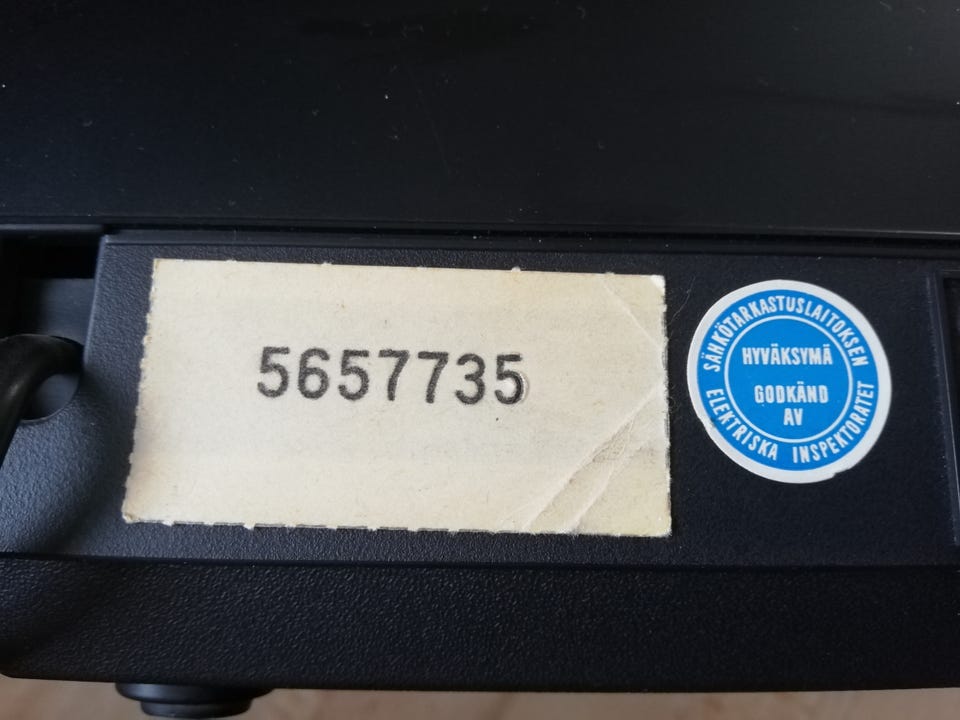 5657735
SÄHKÖTARKASTUSLAITOKSEN
HYVÄKSYMÄ
GODKÄND
AV
ELEKTRISKA INSPEKTORATET